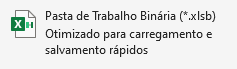 Pasta de Trabalho Binária (*.xlsb)
Otimizado para carregamento e
salvamento rápidos